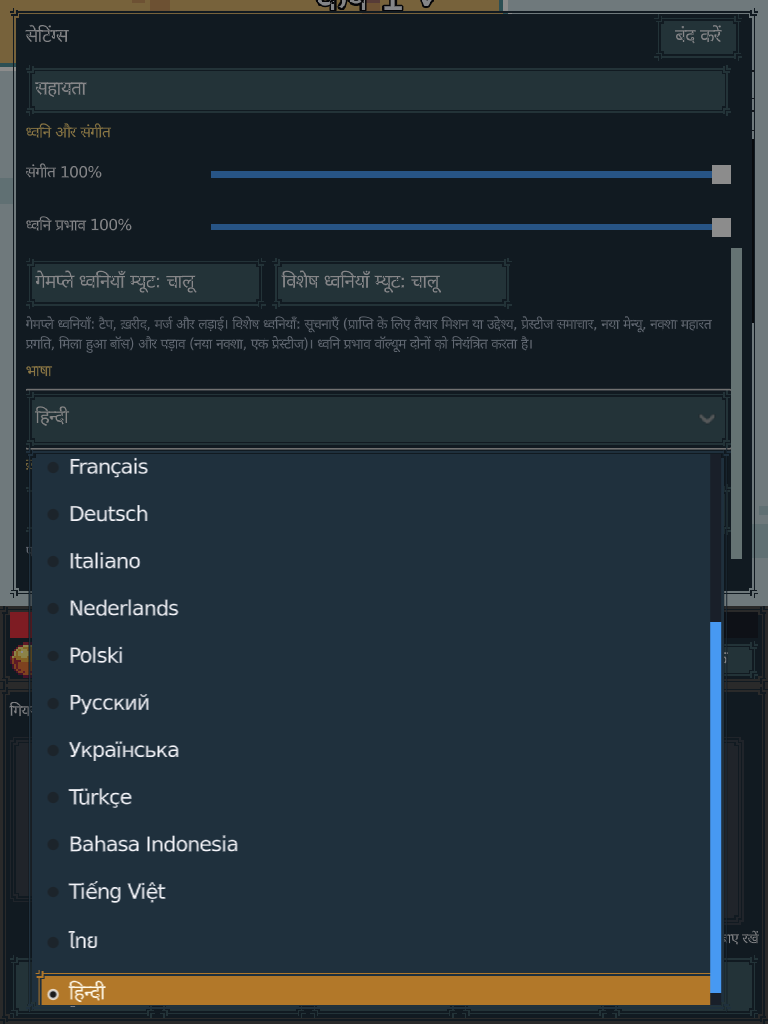 सेटिंग्स
बंद करें
सहायता
ध्वनि और संगीत
संगीत 100%
ध्वनि प्रभाव 100%
गेमप्ले ध्वनियाँ म्यूट: चालू
विशेष ध्वनियाँ म्यूट: चालू
गेमप्ले ध्वनियाँ: टैप, ख़रीद, मर्ज और लड़ाई। विशेष ध्वनियाँ: सूचनाएँ (प्राप्ति के लिए तैयार मिशन या उद्देश्य, प्रेस्टीज समाचार, नया मेन्यू, नक्शा महारत
प्रगति, मिला हुआ बॉस) और पड़ाव (नया नक्शा, एक प्रेस्टीज)। ध्वनि प्रभाव वॉल्यूम दोनों को नियंत्रित करता है।
भाषा
हिन्दी
Français
Deutsch
Italiano
Nederlands
Polski
Русский
Українська
Türkçe
Bahasa Indonesia
Tiếng Việt
ไทย
हिन्दी
रखें